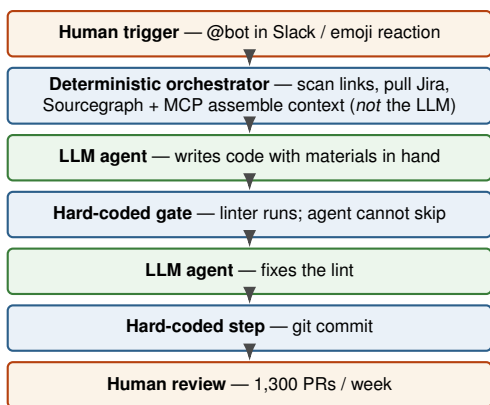 Human trigger — @bot in Slack / emoji reaction
Deterministic orchestrator — scan links, pull Jira,
Sourcegraph + MCP assemble context (not the LLM)
LLM agent — writes code with materials in hand
Hard-coded gate — linter runs; agent cannot skip
LLM agent — fixes the lint
Hard-coded step — git commit
Human review — 1,300 PRs / week